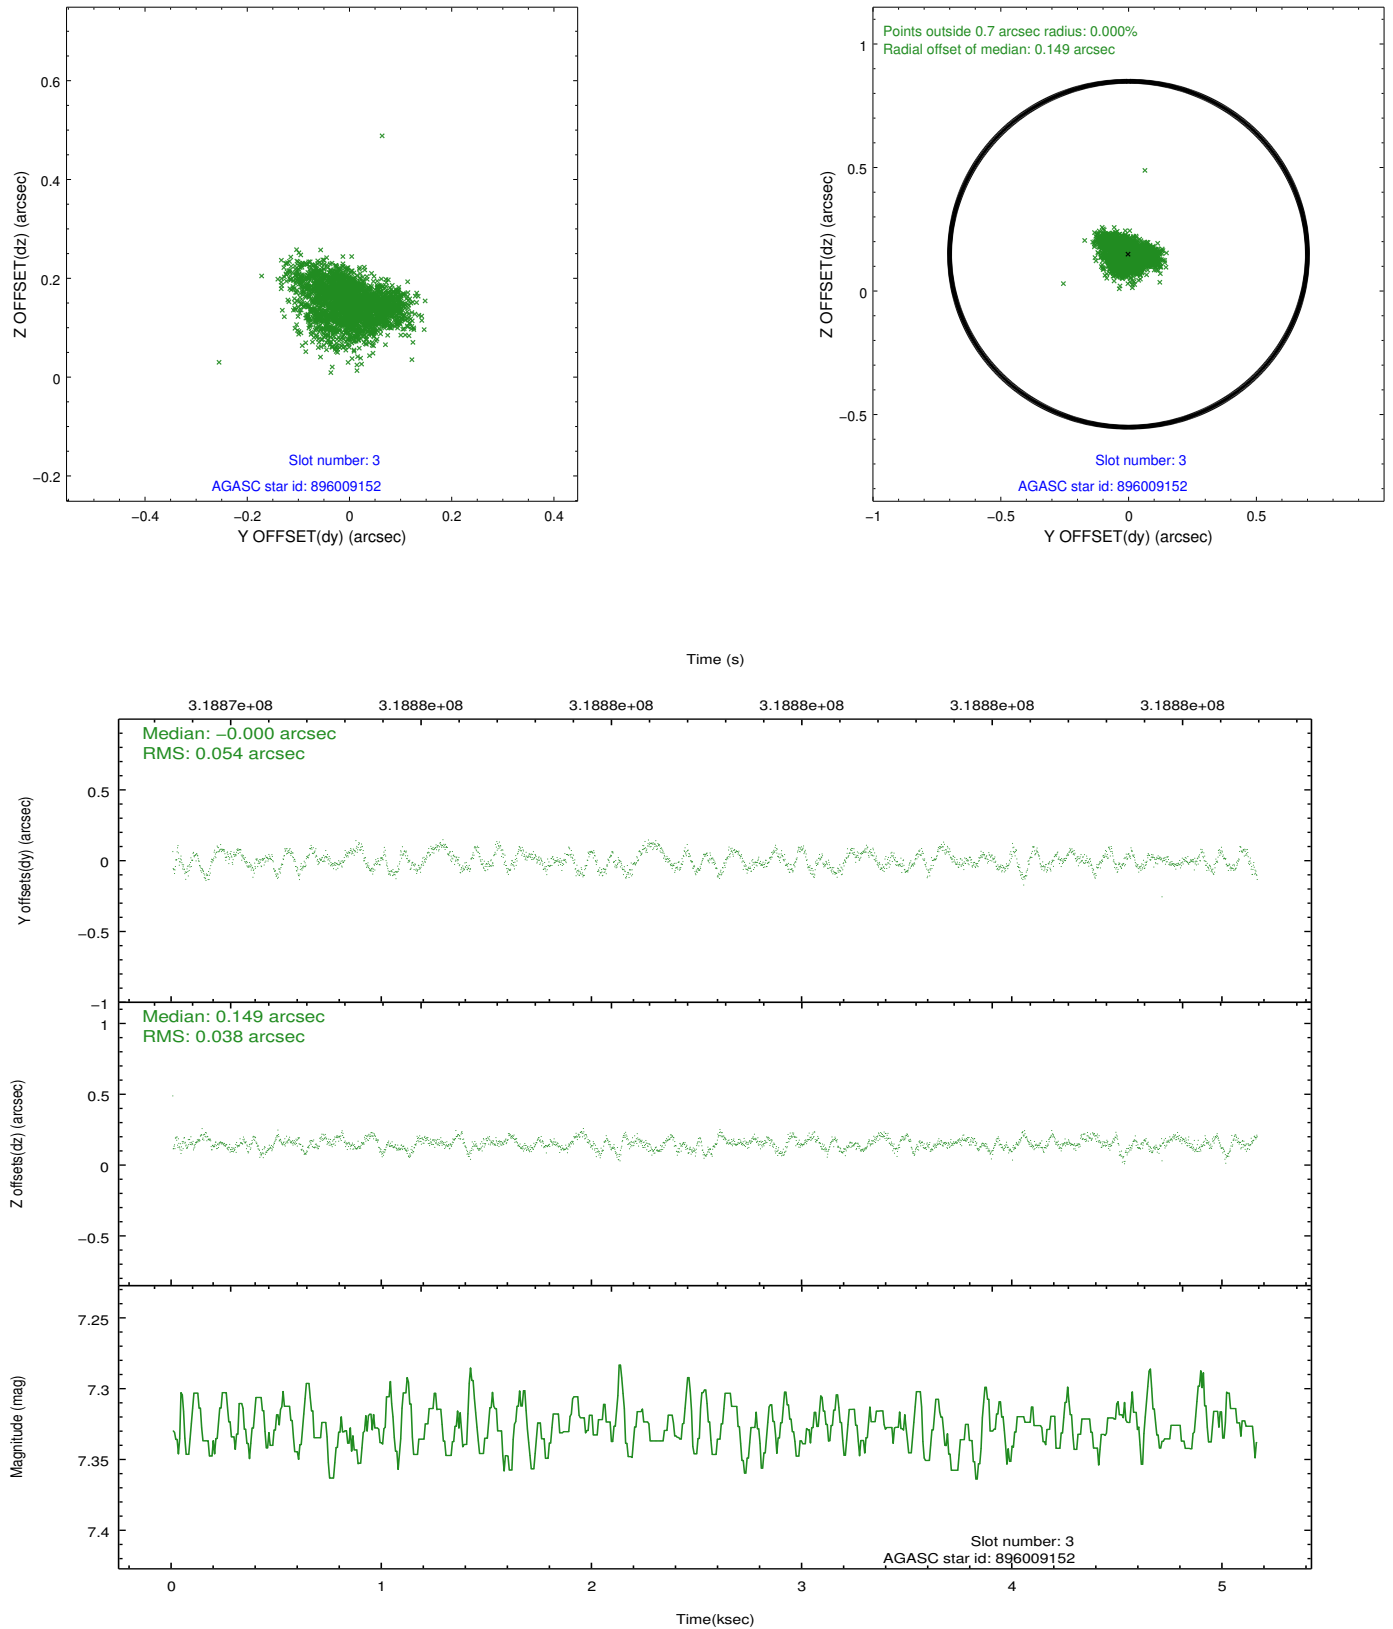 0.6
0.4
0.2
0
−0.2
−0.4
−0.2
0
0.2
0.4
Z OFFSET(dz) (arcsec)
Y OFFSET(dy) (arcsec)
Slot number: 3
AGASC star id: 896009152
Points outside 0.7 arcsec radius: 0.000%
Radial offset of median: 0.149 arcsec
1
0.5
0
−0.5
−1
−0.5
0
0.5
Z OFFSET(dz) (arcsec)
Y OFFSET(dy) (arcsec)
Slot number: 3
AGASC star id: 896009152
Time (s)
3.1887e+08 3.1888e+08 3.1888e+08 3.1888e+08 3.1888e+08 3.1888e+08
Median: −0.000 arcsec
RMS: 0.054 arcsec
0.5
0
−0.5
−1
Y offsets(dy) (arcsec)
Median: 0.149 arcsec
RMS: 0.038 arcsec
1
0.5
0
−0.5
Z offsets(dz) (arcsec)
7.25
7.3
7.35
7.4
Magnitude (mag)
Slot number: 3
AGASC star id: 896009152
0 1 2 3 4 5
Time(ksec)